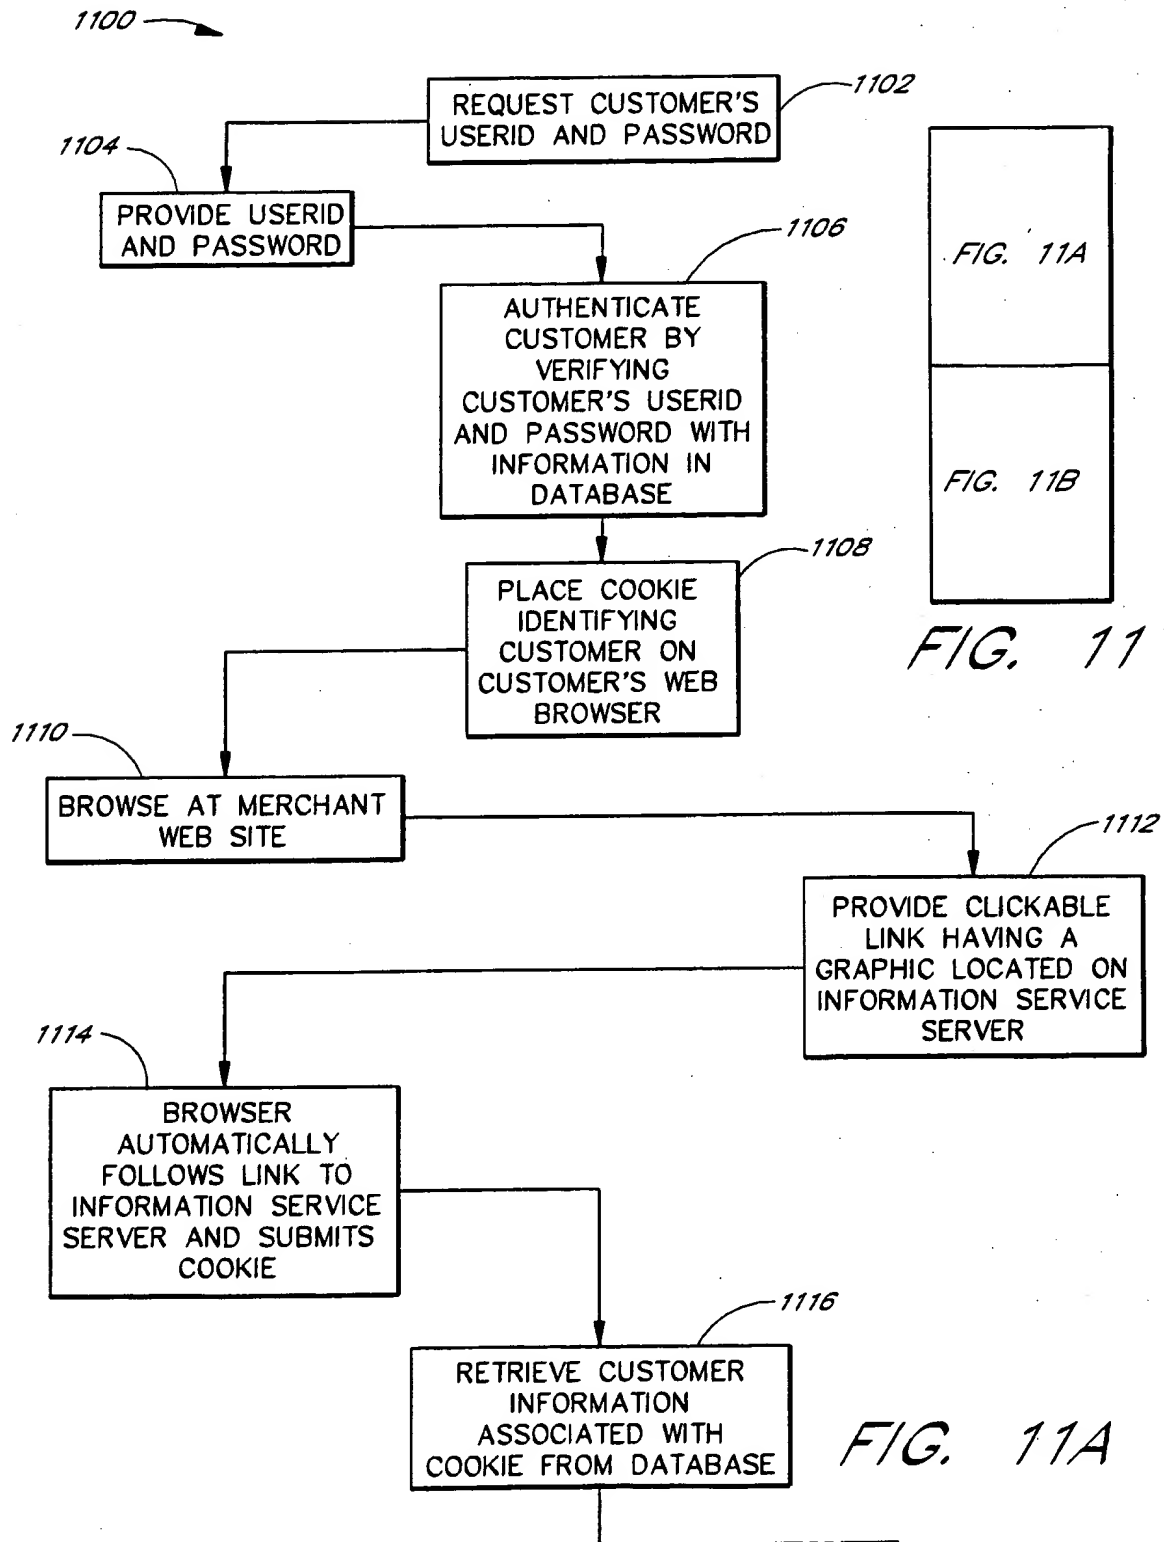 1100
1102
REQUEST CUSTOMER'S
USERID AND PASSWORD
1104
PROVIDE USERID
AND PASSWORD
1106
AUTHENTICATE
CUSTOMER BY
VERIFYING
CUSTOMER'S USERID
AND PASSWORD WITH
INFORMATION IN
DATABASE
FIG. 11A
FIG. 11B
FIG. 11
1108
PLACE COOKIE
IDENTIFYING
CUSTOMER ON
CUSTOMER'S WEB
BROWSER
1110
BROWSE AT MERCHANT
WEB SITE
1112
PROVIDE CLICKABLE
LINK HAVING A
GRAPHIC LOCATED ON
INFORMATION SERVICE
SERVER
1114
BROWSER
AUTOMATICALLY
FOLLOWS LINK TO
INFORMATION SERVICE
SERVER AND SUBMITS
COOKIE
1116
RETRIEVE CUSTOMER
INFORMATION
ASSOCIATED WITH
COOKIE FROM DATABASE
FIG. 11A